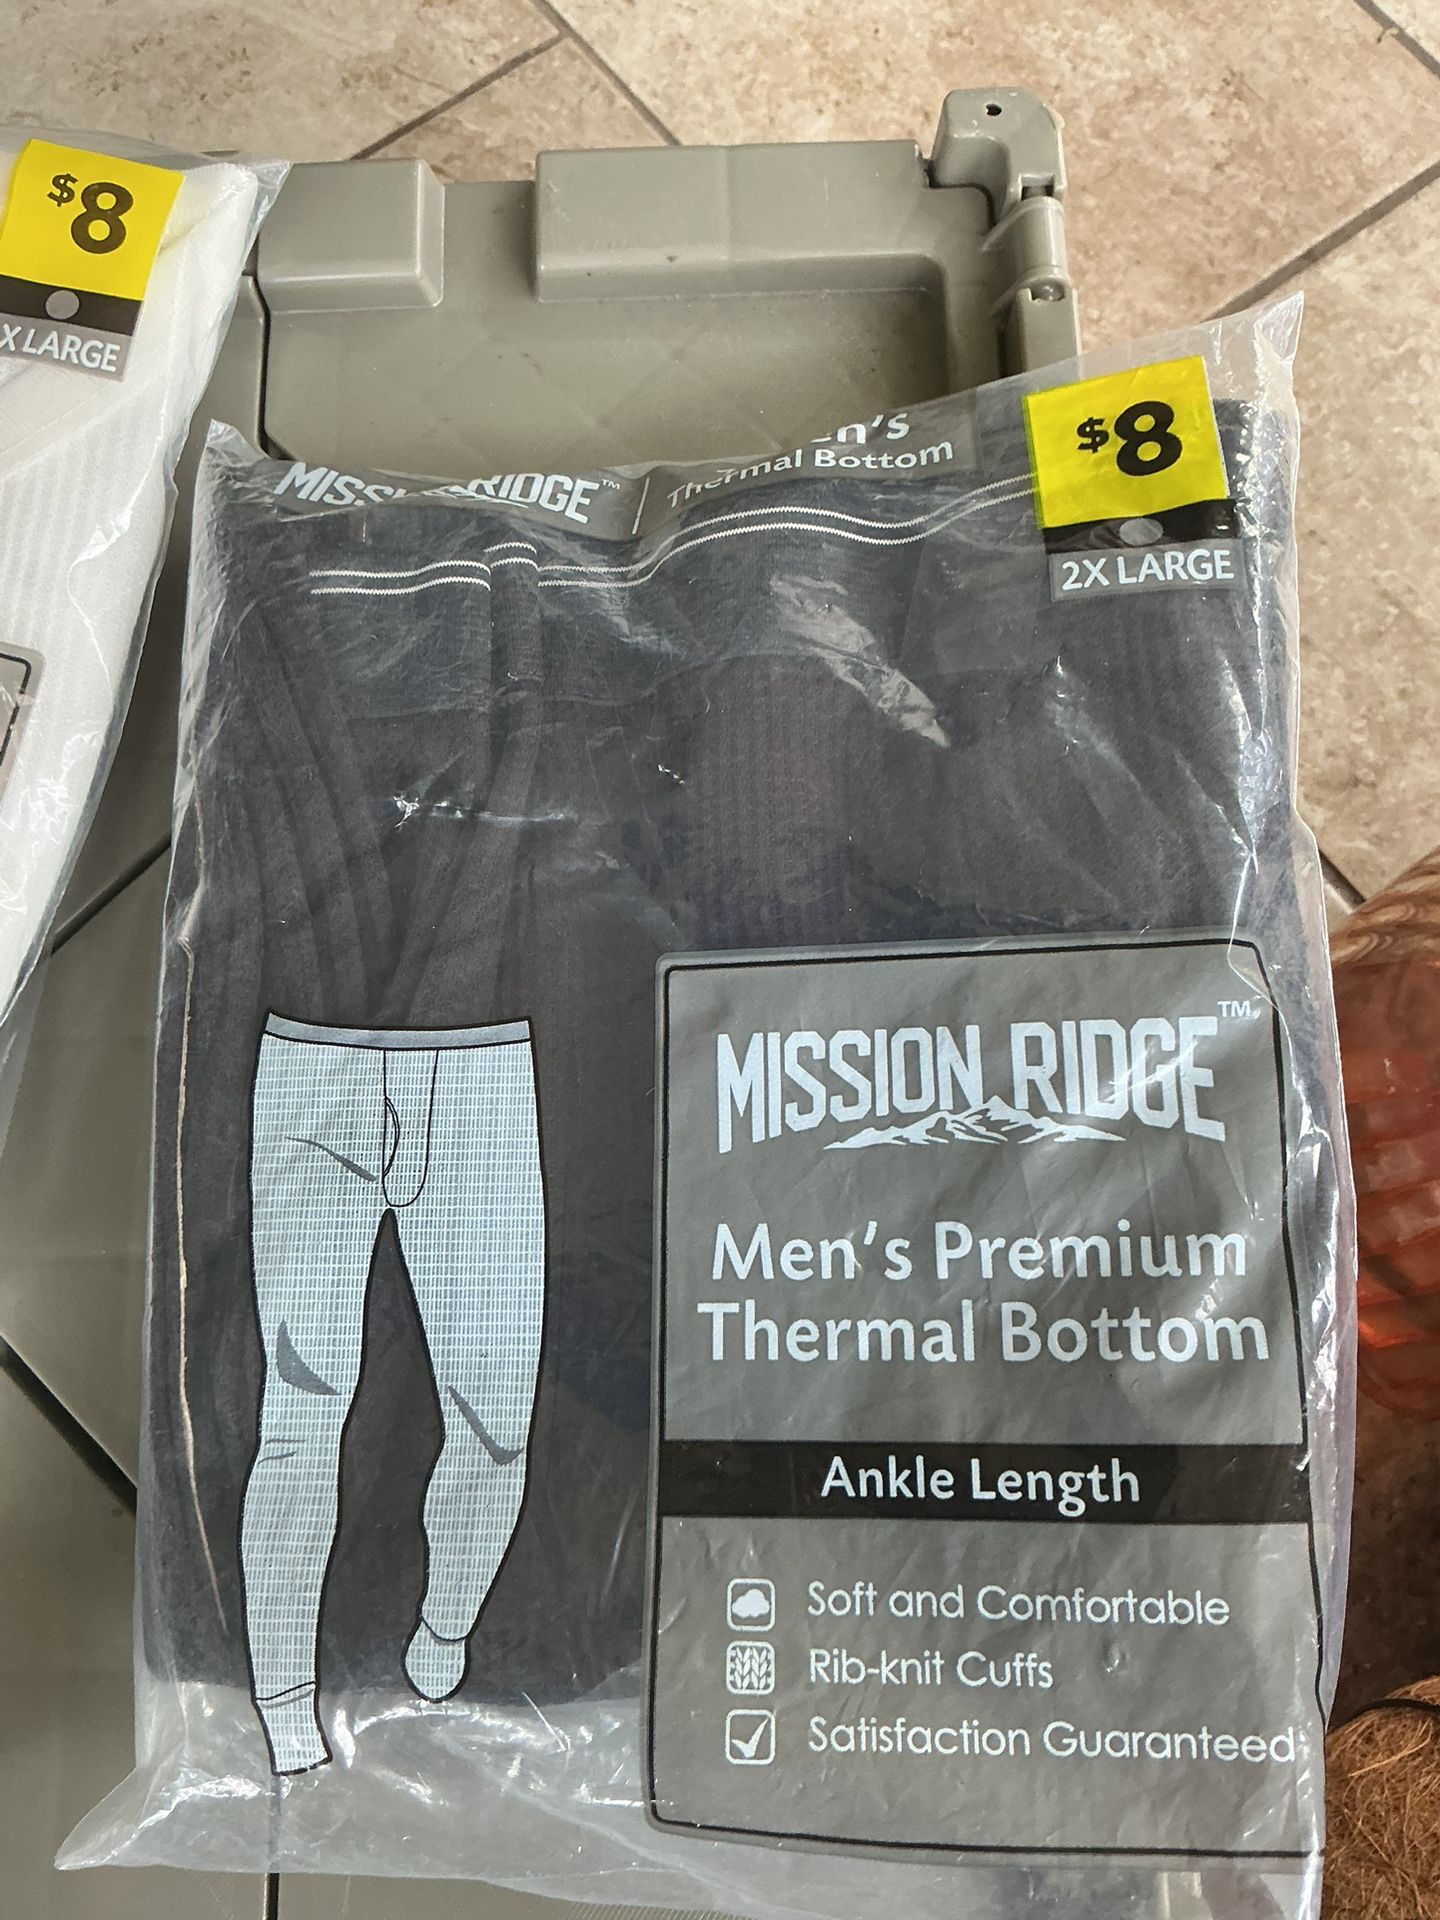 $8
X LARGE
MISSION RIDGE™
Thermal Bottom
$8
2X LARGE
MISSION RIDGE™
Men's Premium
Thermal Bottom
Ankle Length
Soft and Comfortable
Rib-knit Cuffs
Satisfaction Guaranteed